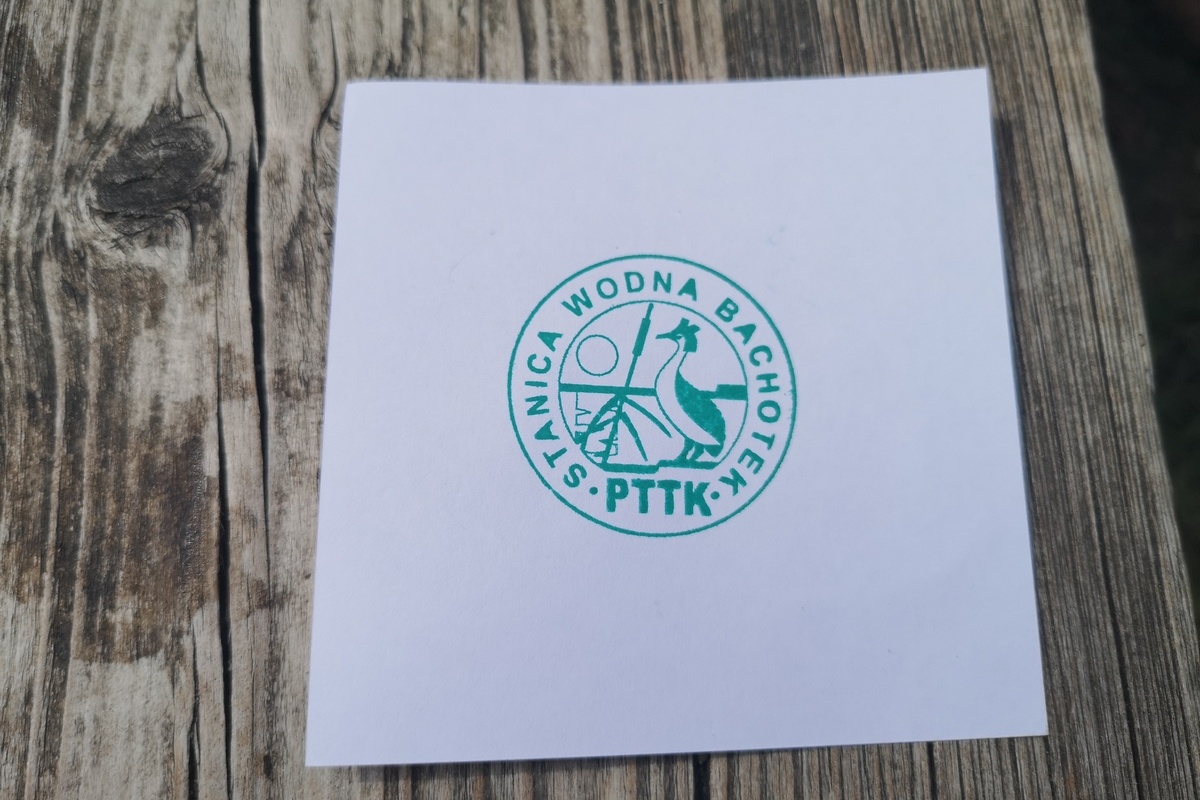 STANICA WODNA BACHOTEK
· PTTK ·